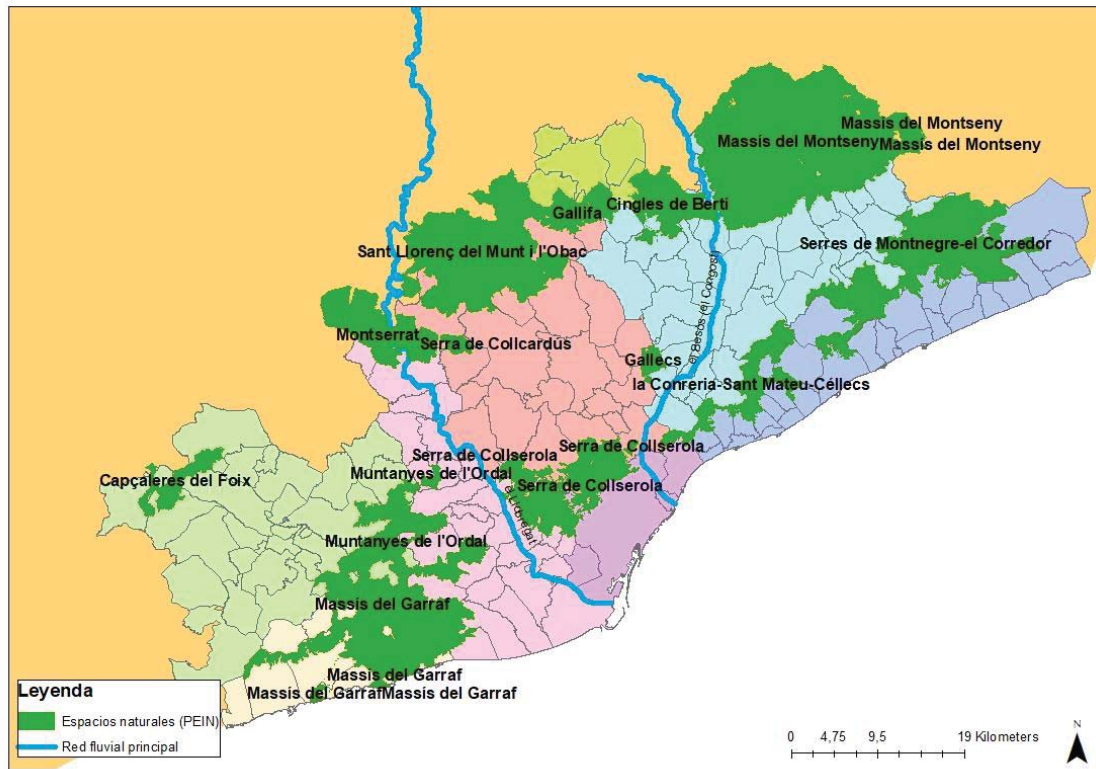 Massis del Montseny
Massis del Montseny
Massis del Montseny
Cingles de Berti
Gallifa
Sant Llorenç del Munt i l'Obac
Serres de Montnegre-el Corredor
el Besòs (el Congost)
Montserrat
Serra de Collcardús
Gallecs
la Conreria-Sant Mateu-Céllecs
Serra de Collserola
Serra de Collserola
Muntanyes de l'Ordal
Serra de Collserola
Capçaleres del Foix
el Llobregat
Muntanyes de l'Ordal
Massis del Garraf
Massis del Garraf
Massis del Garraf
Massis del Garraf
Leyenda
Espacios naturales (PEIN)
Red fluvial principal
0 4,75 9,5 19 Kilometers
N